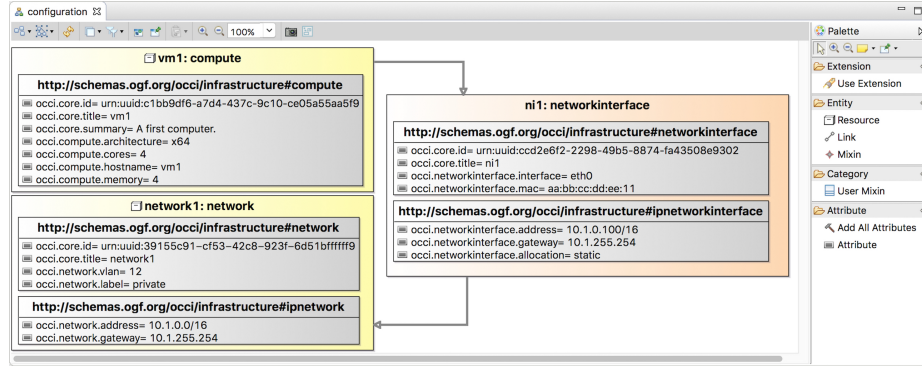 configuration
100%
vm1: compute
http://schemas.ogf.org/occi/infrastructure#compute
occi.core.id= urn:uuid:c1bb9df6-a7d4-437c-9c10-ce05a55aa5f9
occi.core.title= vm1
occi.core.summary= A first computer.
occi.compute.architecture= x64
occi.compute.cores= 4
occi.compute.hostname= vm1
occi.compute.memory= 4
network1: network
http://schemas.ogf.org/occi/infrastructure#network
occi.core.id= urn:uuid:39155c91-cf53-42c8-923f-6d51bffffff9
occi.core.title= network1
occi.network.vlan= 12
occi.network.label= private
http://schemas.ogf.org/occi/infrastructure#ipnetwork
occi.network.address= 10.1.0.0/16
occi.network.gateway= 10.1.255.254
ni1: networkinterface
http://schemas.ogf.org/occi/infrastructure#networkinterface
occi.core.id= urn:uuid:ccd2e6f2-2298-49b5-8874-fa43508e9302
occi.core.title= ni1
occi.networkinterface.interface= eth0
occi.networkinterface.mac= aa:bb:cc:dd:ee:11
http://schemas.ogf.org/occi/infrastructure#ipnetworkinterface
occi.networkinterface.address= 10.1.0.100/16
occi.networkinterface.gateway= 10.1.255.254
occi.networkinterface.allocation= static
Palette
Extension
Use Extension
Entity
Resource
Link
Mixin
Category
User Mixin
Attribute
Add All Attributes
Attribute